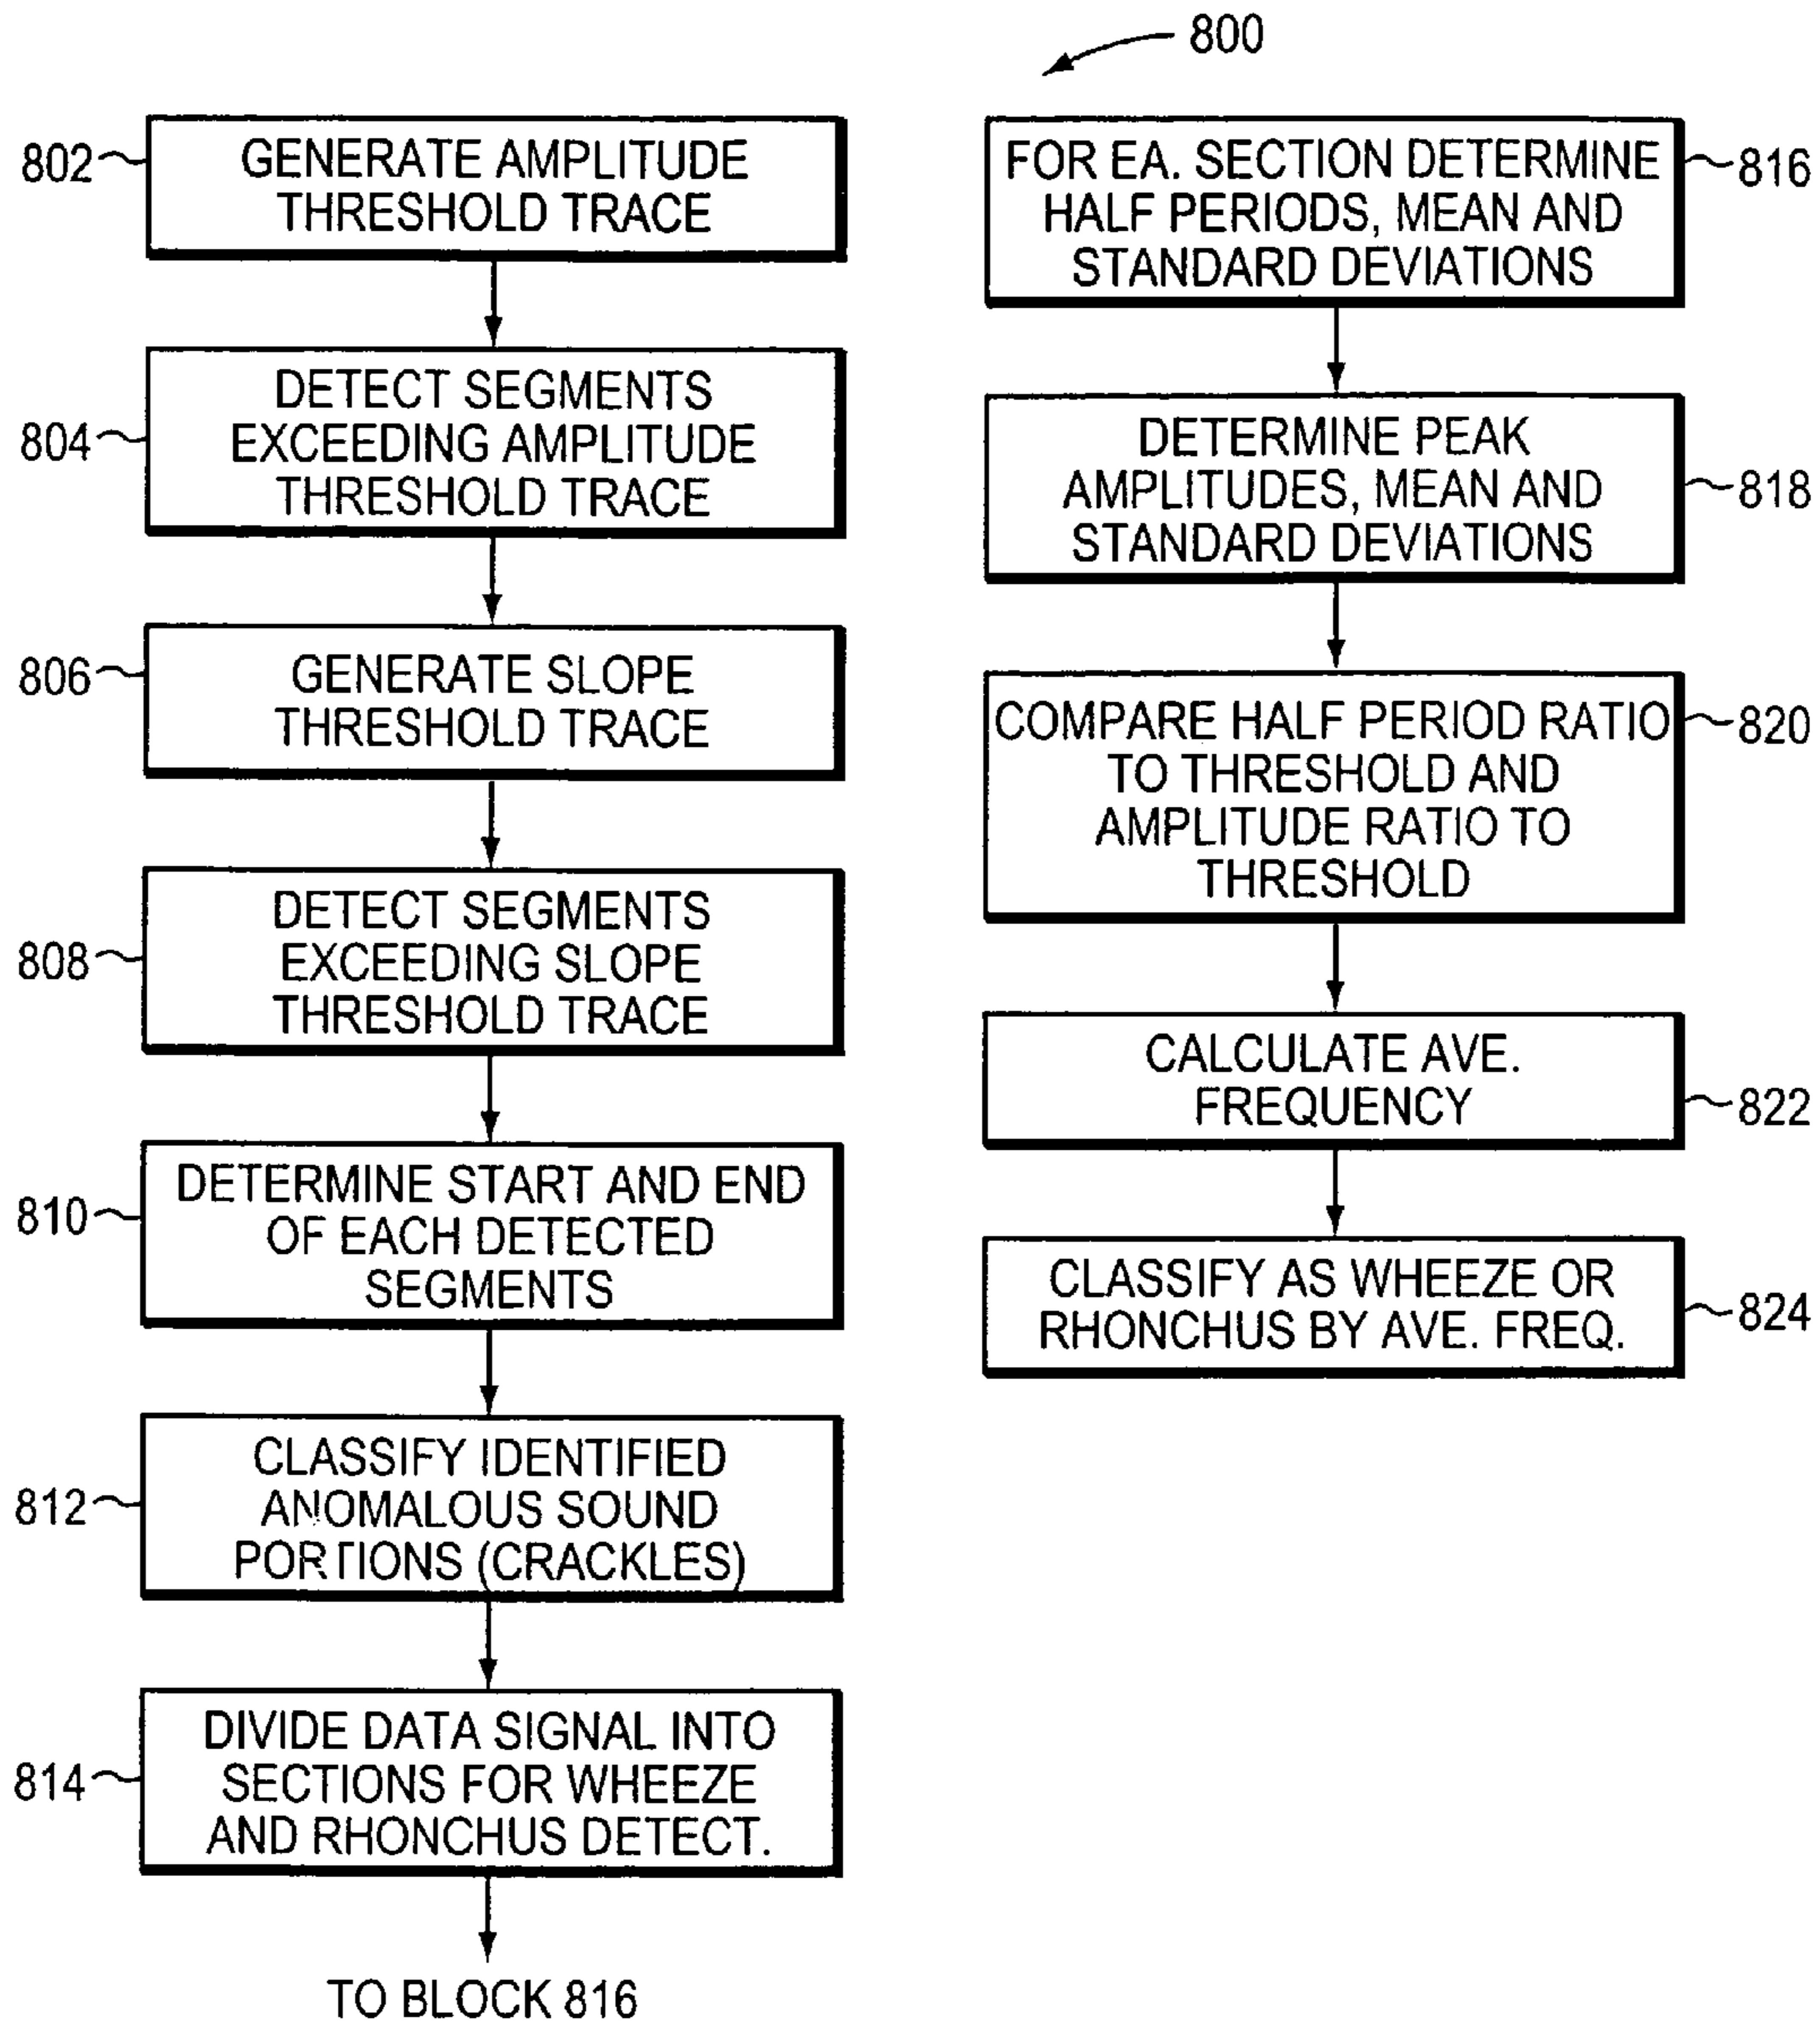 800
802
GENERATE AMPLITUDE
THRESHOLD TRACE
804
DETECT SEGMENTS
EXCEEDING AMPLITUDE
THRESHOLD TRACE
806
GENERATE SLOPE
THRESHOLD TRACE
808
DETECT SEGMENTS
EXCEEDING SLOPE
THRESHOLD TRACE
810
DETERMINE START AND END
OF EACH DETECTED
SEGMENTS
812
CLASSIFY IDENTIFIED
ANOMALOUS SOUND
PORTIONS (CRACKLES)
814
DIVIDE DATA SIGNAL INTO
SECTIONS FOR WHEEZE
AND RHONCHUS DETECT.
TO BLOCK 816
FOR EA. SECTION DETERMINE
HALF PERIODS, MEAN AND
STANDARD DEVIATIONS
816
DETERMINE PEAK
AMPLITUDES, MEAN AND
STANDARD DEVIATIONS
818
COMPARE HALF PERIOD RATIO
TO THRESHOLD AND
AMPLITUDE RATIO TO
THRESHOLD
820
CALCULATE AVE.
FREQUENCY
822
CLASSIFY AS WHEEZE OR
RHONCHUS BY AVE. FREQ.
824